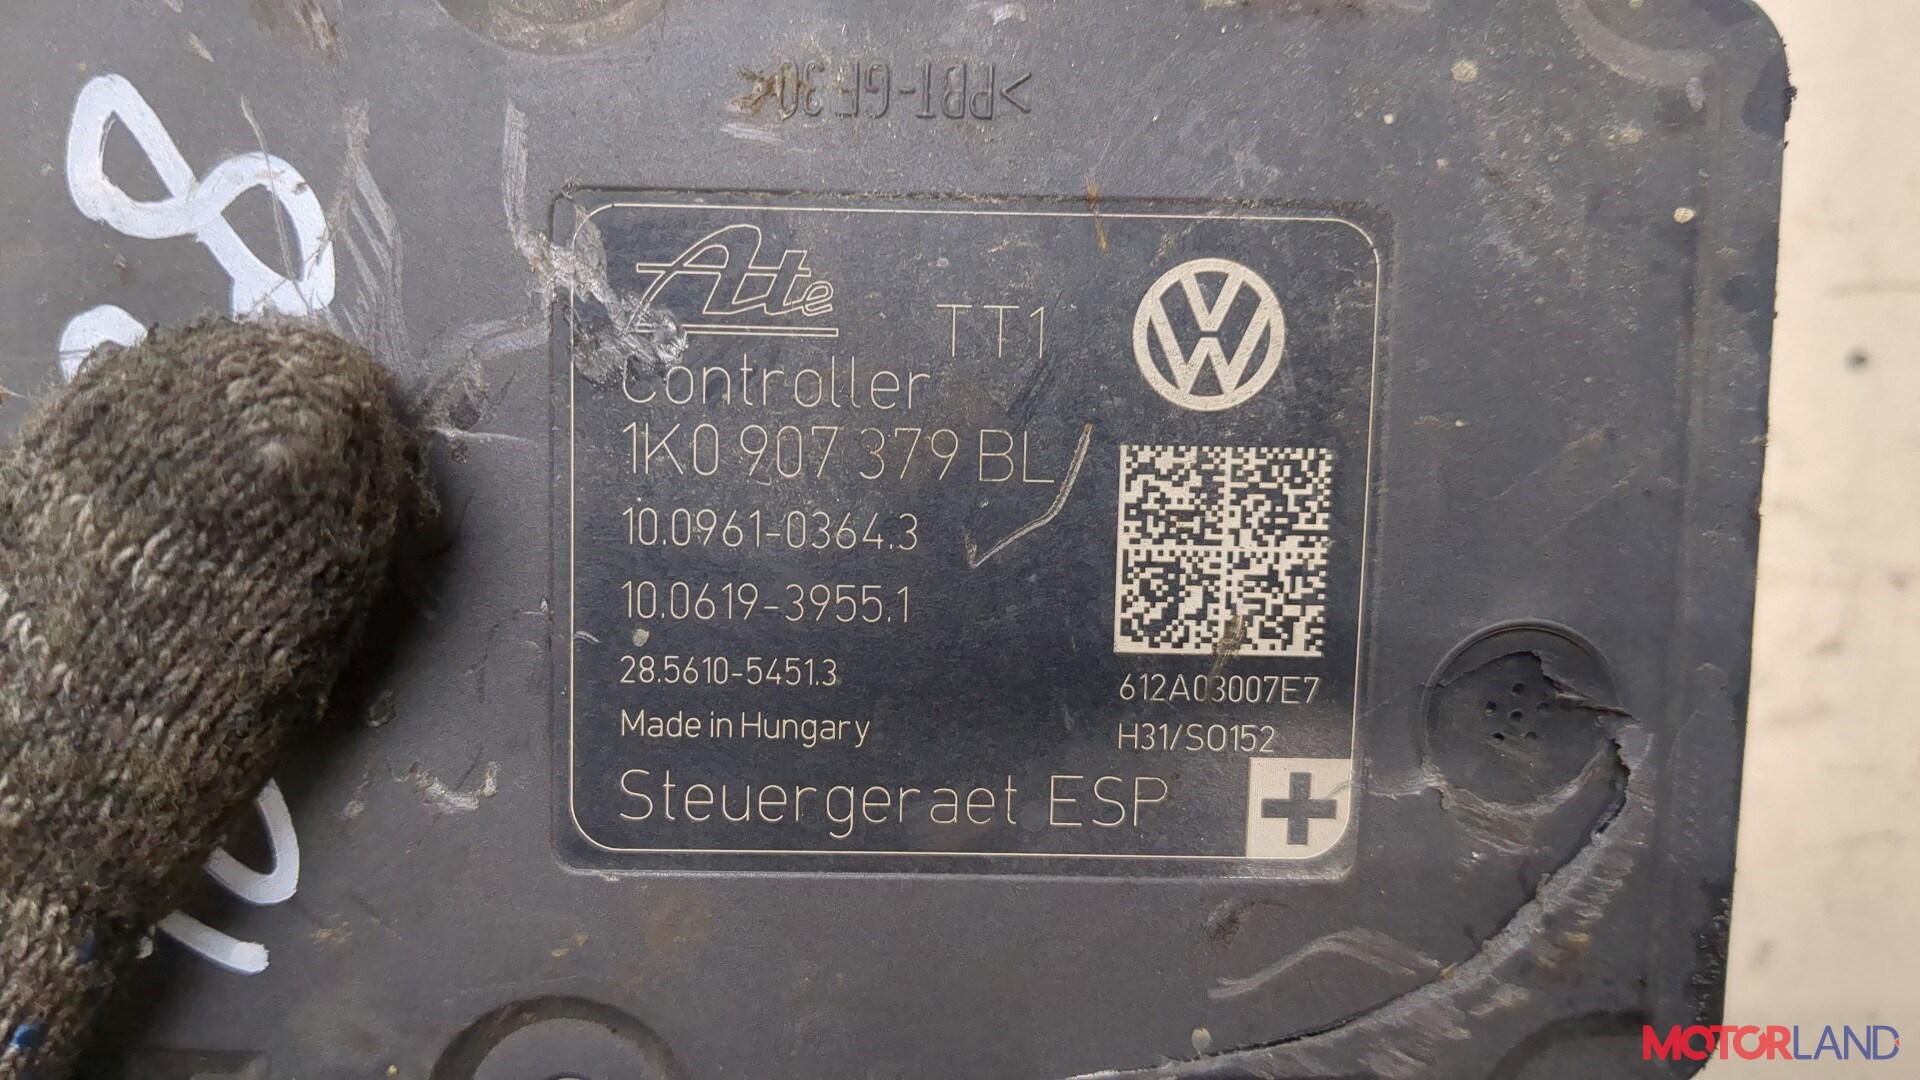 >PBT-GF30<
Ate
TT1
Controller
1K0 907 379 BL
10.0961-0364.3
10.0619-3955.1
28.5610-5451.3
Made in Hungary
Steuergeraet ESP
612A03007E7
H31/S0152
8
MOTORLAND